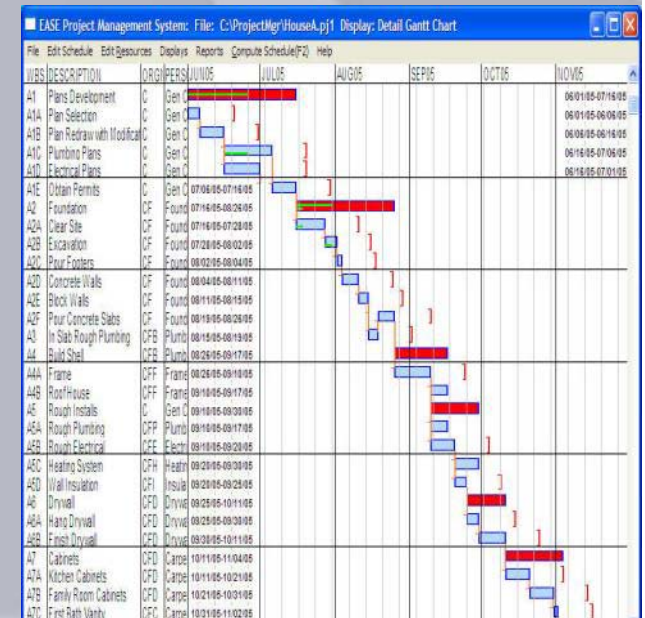 EASE Project Management System: File: C:\ProjectMgr\HouseA.pj1 Display: Detail Gantt Chart
File Edit Schedule Edit Resources Displays Reports Compute Schedule(F2) Help
WBS DESCRIPTION ORGI PERS JUN05 JUL05 AUG05 SEP05 OCT05 NOV05
A1 Plans Development C Gen C 06/01/05-07/16/05
A1A Plan Selection C Gen C 06/01/05-06/06/05
A1B Plan Redraw with Modificat C Gen C 06/06/05-06/16/05
A1C Plumbing Plans C Gen C 06/16/05-07/06/05
A1D Electrical Plans C Gen C 06/16/05-07/01/05
A1E Obtain Permits C Gen C 07/06/05-07/16/05
A2 Foundation CF Found 07/16/05-08/26/05
A2A Clear Site CF Found 07/16/05-07/28/05
A2B Excavation CF Found 07/28/05-08/02/05
A2C Pour Footers CF Found 08/02/05-08/04/05
A2D Concrete Walls CF Found 08/04/05-08/11/05
A2E Block Walls CF Found 08/11/05-08/15/05
A2F Pour Concrete Slabs CF Found 08/19/05-08/26/05
A3 In Slab Rough Plumbing CFB Plumb 08/15/05-08/19/05
A4 Build Shell CFB Plumb 08/26/05-09/17/05
A4A Frame CFF Frame 08/26/05-09/10/05
A4B Roof House CFF Frame 09/10/05-09/17/05
A5 Rough Installs C Gen C 09/10/05-09/30/05
A5A Rough Plumbing CFP Plumb 09/10/05-09/17/05
A5B Rough Electrical CFE Electri 09/10/05-09/20/05
A5C Heating System CFH Heatin 09/20/05-09/30/05
A5D Wall Insulation CFI Insula 09/20/05-09/25/05
A6 Drywall CFD Drywa 09/25/05-10/11/05
A6A Hang Drywall CFD Drywa 09/25/05-09/30/05
A6B Finish Drywall CFD Drywa 09/30/05-10/11/05
A7 Cabinets CFD Carpe 10/11/05-11/04/05
A7A Kitchen Cabinets CFD Carpe 10/11/05-10/21/05
A7B Family Room Cabinets CFD Carpe 10/21/05-10/31/05
A7C First Bath Vanity CFC Carpe 10/31/05-11/02/05